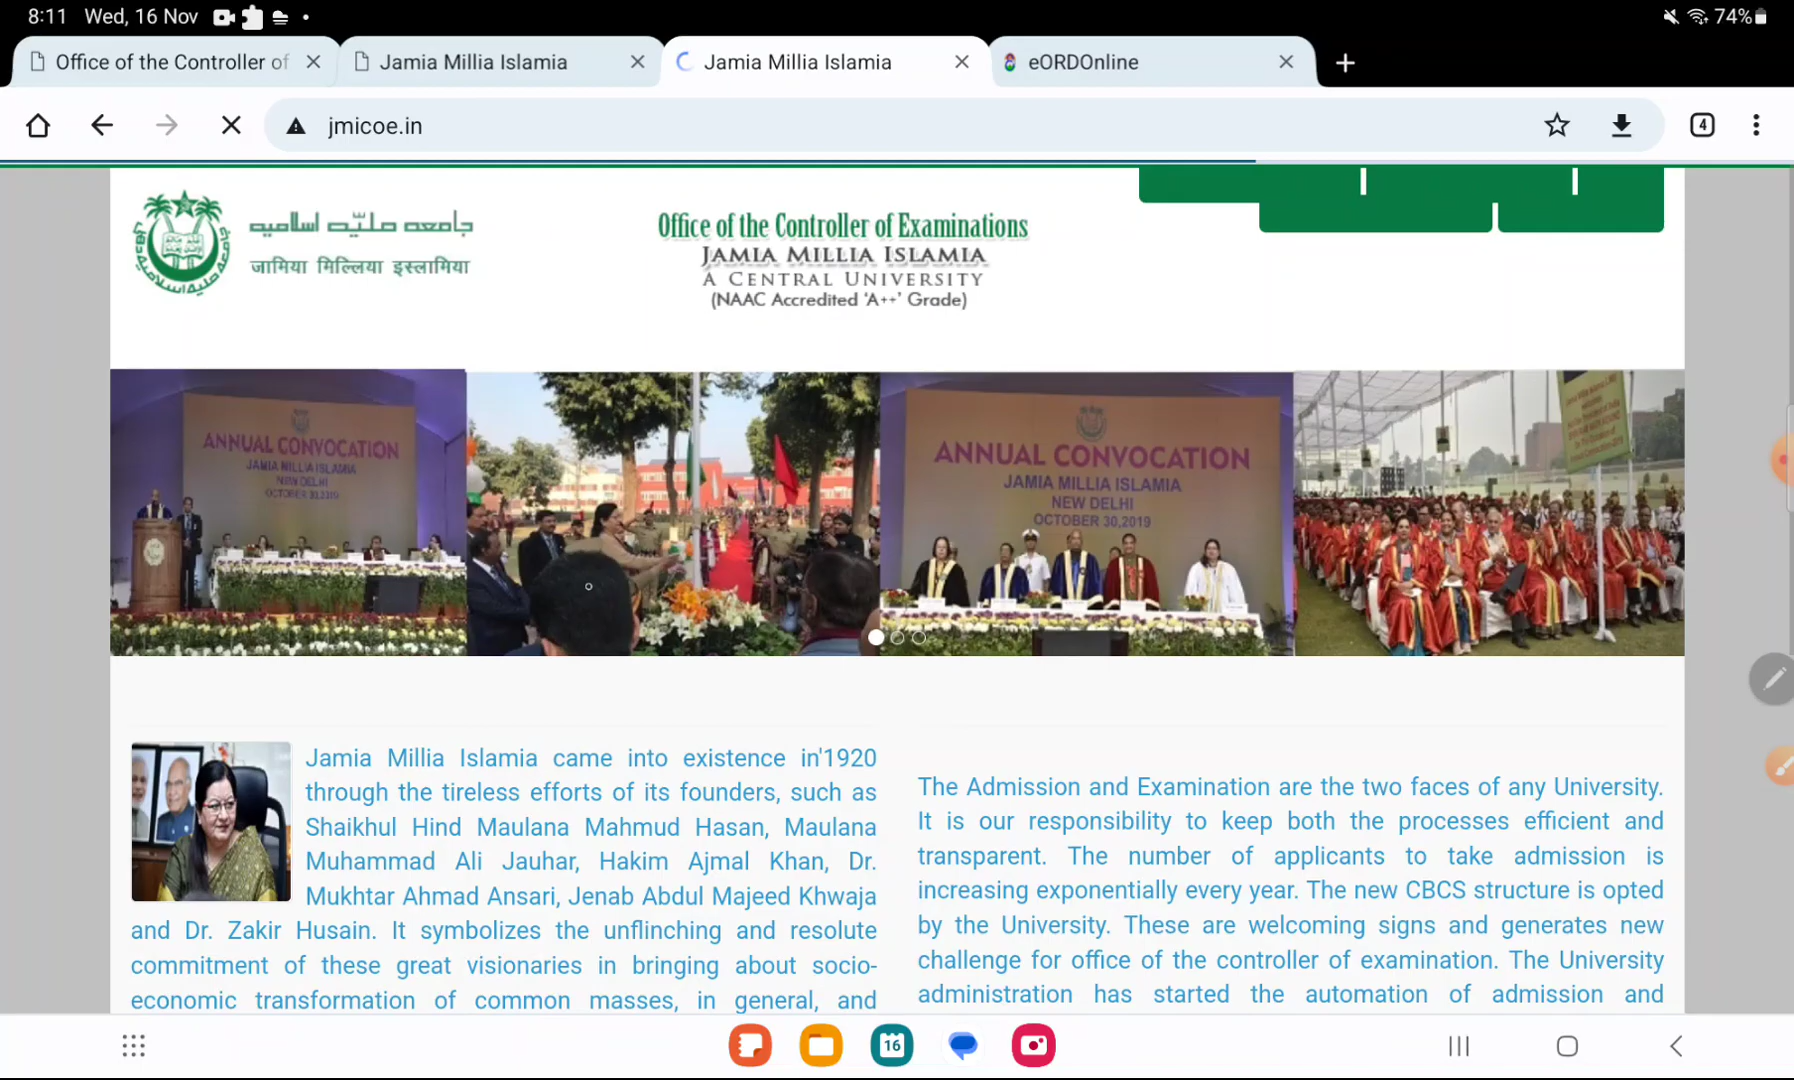 8:11 Wed, 16 Nov
74%
Office of the Controller of
Jamia Millia Islamia
Jamia Millia Islamia
eORDOnline
jmicoe.in
4
جامعه ملیّه اسلامیه
जामिया मिल्लिया इस्लामिया
Office of the Controller of Examinations
JAMIA MILLIA ISLAMIA
A CENTRAL UNIVERSITY
(NAAC Accredited 'A++' Grade)
ANNUAL CONVOCATION
JAMIA MILLIA ISLAMIA
NEW DELHI
OCTOBER 30,2019
ANNUAL CONVOCATION
JAMIA MILLIA ISLAMIA
NEW DELHI
OCTOBER 30,2019
Jamia Millia Islamia came into existence in'1920
through the tireless efforts of its founders, such as
Shaikhul Hind Maulana Mahmud Hasan, Maulana
Muhammad Ali Jauhar, Hakim Ajmal Khan, Dr.
Mukhtar Ahmad Ansari, Jenab Abdul Majeed Khwaja
and Dr. Zakir Husain. It symbolizes the unflinching and resolute
commitment of these great visionaries in bringing about socio-
economic transformation of common masses, in general, and
The Admission and Examination are the two faces of any University.
It is our responsibility to keep both the processes efficient and
transparent. The number of applicants to take admission is
increasing exponentially every year. The new CBCS structure is opted
by the University. These are welcoming signs and generates new
challenge for office of the controller of examination. The University
administration has started the automation of admission and
16